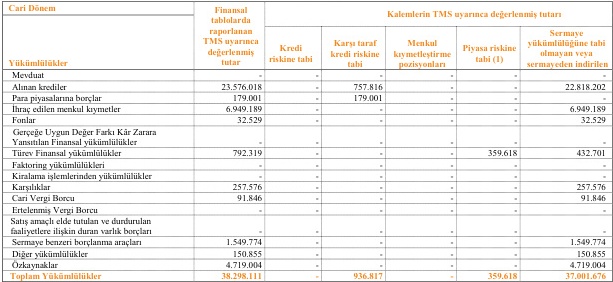 Cari Dönem
Finansal tablolarda raporlanan TMS uyarınca değerlenmiş tutar
Kalemlerin TMS uyarınca değerlenmiş tutarı
Yükümlülükler
Kredi riskine tabi
Karşı taraf kredi riskine tabi
Menkul kıymetleştirme pozisyonları
Piyasa riskine tabi (1)
Sermaye yükümlülüğüne tabi olmayan veya sermayeden indirilen
Mevduat - - - - - -
Alınan krediler 23.576.018 - 757.816 - - 22.818.202
Para piyasalarına borçlar 179.001 - 179.001 - - -
İhraç edilen menkul kıymetler 6.949.189 - - - - 6.949.189
Fonlar 32.529 - - - - 32.529
Gerçeğe Uygun Değer Farkı Kâr Zarara
Yansıtılan Finansal yükümlülükler - - - - - -
Türev Finansal yükümlülükler 792.319 - - - 359.618 432.701
Faktoring yükümlülükleri - - - - - -
Kiralama işlemlerinden yükümlülükler - - - - - -
Karşılıklar 257.576 - - - - 257.576
Cari Vergi Borcu 91.846 - - - - 91.846
Ertelenmiş Vergi Borcu - - - - - -
Satış amaçlı elde tutulan ve durdurulan
faaliyetlere ilişkin duran varlık borçları - - - - - -
Sermaye benzeri borçlanma araçları 1.549.774 - - - - 1.549.774
Diğer yükümlülükler 150.855 - - - - 150.855
Özkaynaklar 4.719.004 - - - - 4.719.004
Toplam Yükümlülükler 38.298.111 - 936.817 - 359.618 37.001.676